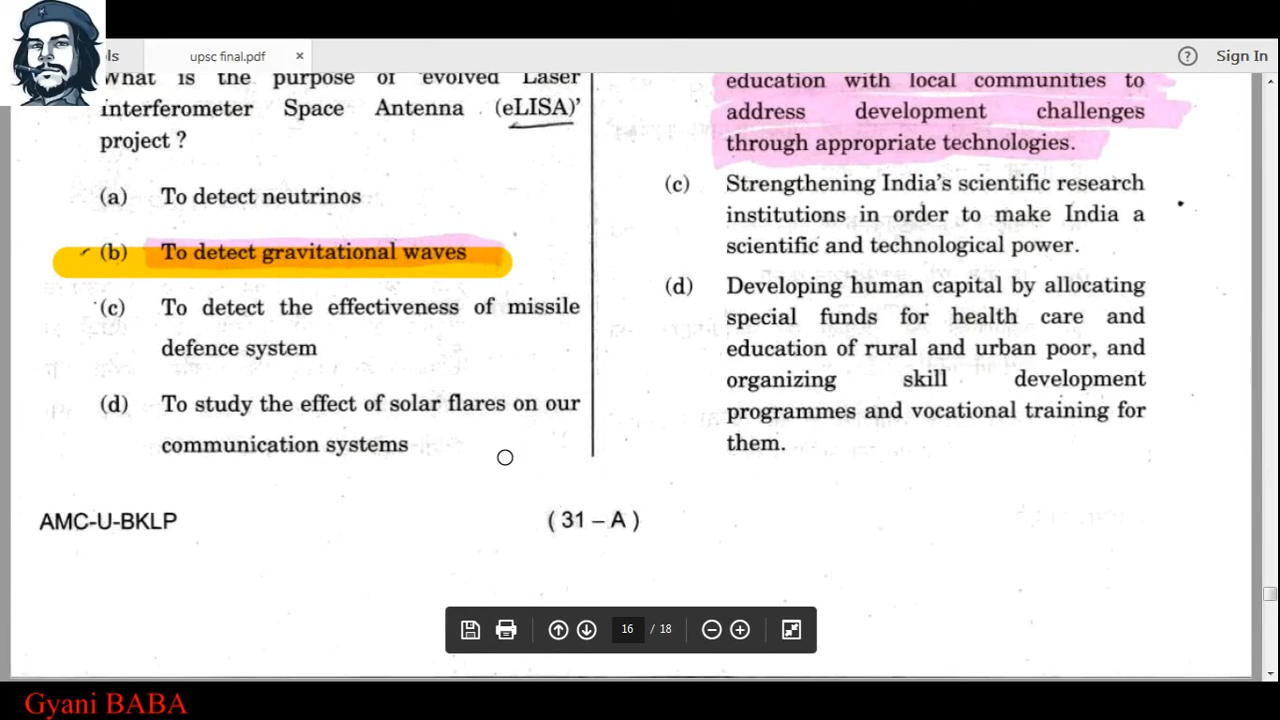 ls
upsc final.pdf
×
?
Sign In
What is the purpose of 'evolved Laser
interferometer Space Antenna (eLISA)'
project ?
(a) To detect neutrinos
(b) To detect gravitational waves
(c) To detect the effectiveness of missile
defence system
(d) To study the effect of solar flares on our
communication systems
education with local communities to
address development challenges
through appropriate technologies.
(c) Strengthening India's scientific research
institutions in order to make India a
scientific and technological power.
(d) Developing human capital by allocating
special funds for health care and
education of rural and urban poor, and
organizing skill development
programmes and vocational training for
them.
AMC-U-BKLP
( 31 – A )
16 / 18
Gyani BABA